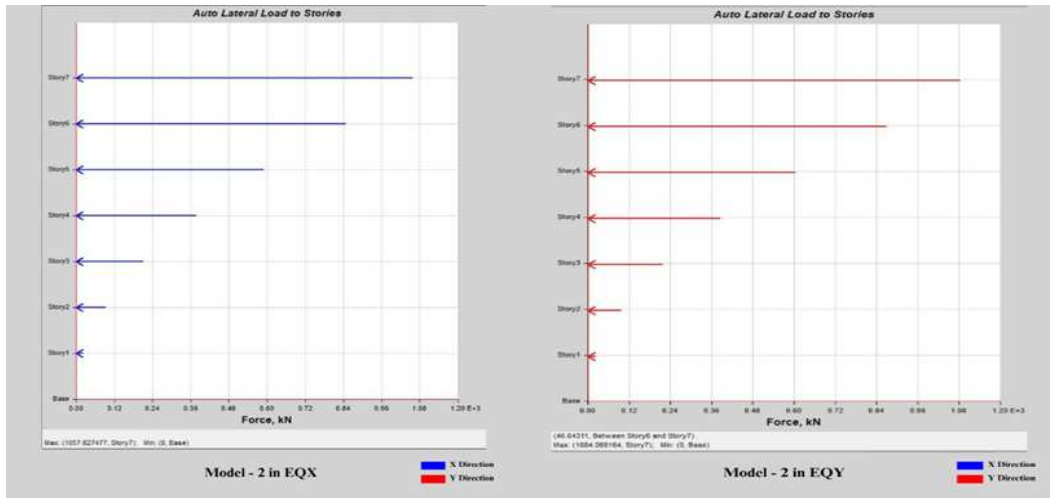 Auto Lateral Load to Stories
Story7
Story6
Story5
Story4
Story3
Story2
Story1
Base
0.00 0.12 0.24 0.36 0.48 0.60 0.72 0.84 0.96 1.08 1.20 E+3
Force, kN
Max: (1057.627477, Story7); Min: (0, Base)
Model - 2 in EQX
X Direction
Y Direction
Auto Lateral Load to Stories
Story7
Story6
Story5
Story4
Story3
Story2
Story1
Base
0.00 0.12 0.24 0.36 0.48 0.60 0.72 0.84 0.96 1.08 1.20 E+3
Force, kN
(46.64311, Between Story6 and Story7)
Max: (1084.069164, Story7); Min: (0, Base)
Model - 2 in EQY
X Direction
Y Direction